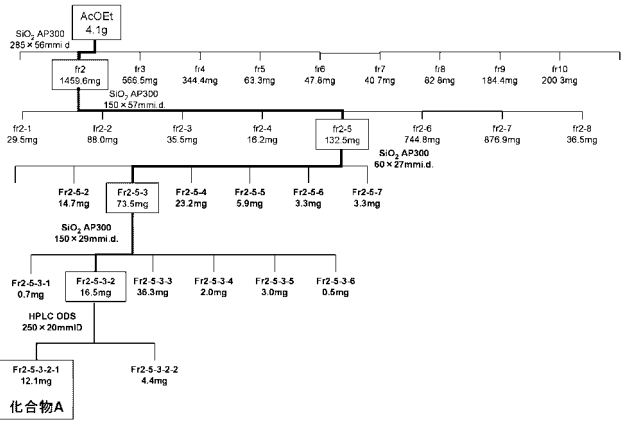 AcOEt
4.1g
SiO₂ AP300
285×56mmi d
fr2
1459.6mg
fr3
566.5mg
fr4
344.4mg
fr5
63.3mg
fr6
47.8mg
fr7
40.7mg
fr8
82.8mg
fr9
184.4mg
fr10
200.3mg
SiO₂ AP300
150×57mmi.d.
fr2-1
29.5mg
fr2-2
88.0mg
fr2-3
35.5mg
fr2-4
16.2mg
fr2-5
132.5mg
fr2-6
744.8mg
fr2-7
876.9mg
fr2-8
36.5mg
SiO₂ AP300
60×27mmi.d.
Fr2-5-2
14.7mg
Fr2-5-3
73.5mg
Fr2-5-4
23.2mg
Fr2-5-5
5.9mg
Fr2-5-6
3.3mg
Fr2-5-7
3.3mg
SiO₂ AP300
150×29mmi.d.
Fr2-5-3-1
0.7mg
Fr2-5-3-2
16.5mg
Fr2-5-3-3
36.3mg
Fr2-5-3-4
2.0mg
Fr2-5-3-5
3.0mg
Fr2-5-3-6
0.5mg
HPLC ODS
250×20mmID
Fr2-5-3-2-1
12.1mg
Fr2-5-3-2-2
4.4mg
化合物A